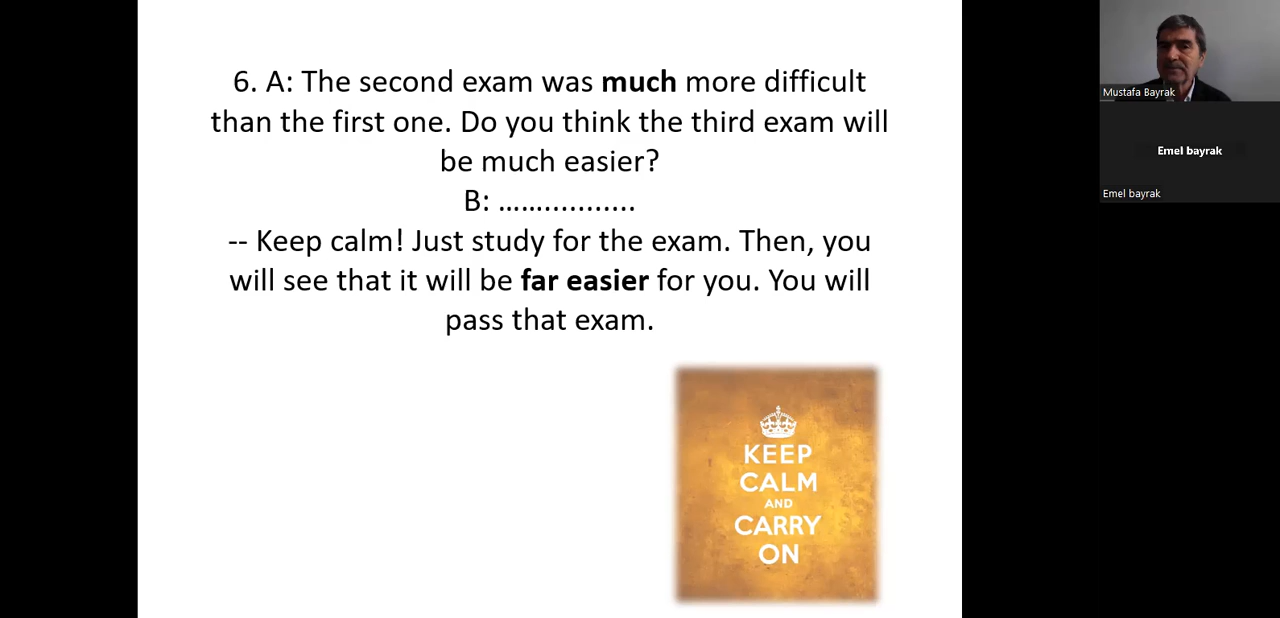 6. A: The second exam was much more difficult
than the first one. Do you think the third exam will
be much easier?
B: ……...........
-- Keep calm! Just study for the exam. Then, you
will see that it will be far easier for you. You will
pass that exam.
KEEP
CALM
AND
CARRY
ON
Mustafa Bayrak
Emel bayrak
Emel bayrak